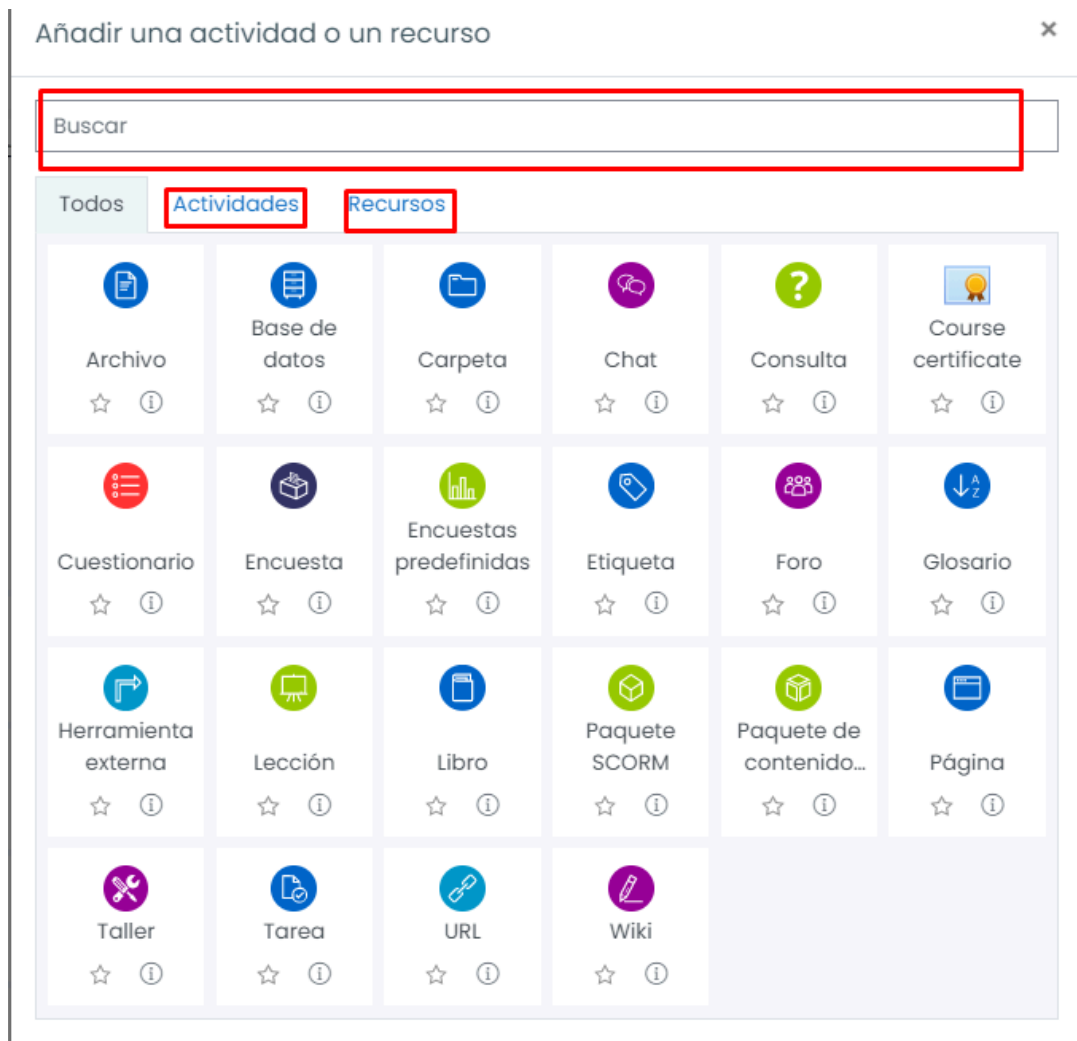 Añadir una actividad o un recurso
×
Buscar
Todos
Actividades
Recursos
Archivo
Base de
datos
Carpeta
Chat
Consulta
Course
certificate
Cuestionario
Encuesta
Encuestas
predefinidas
Etiqueta
Foro
Glosario
Herramienta
externa
Lección
Libro
Paquete
SCORM
Paquete de
contenido...
Página
Taller
Tarea
URL
Wiki